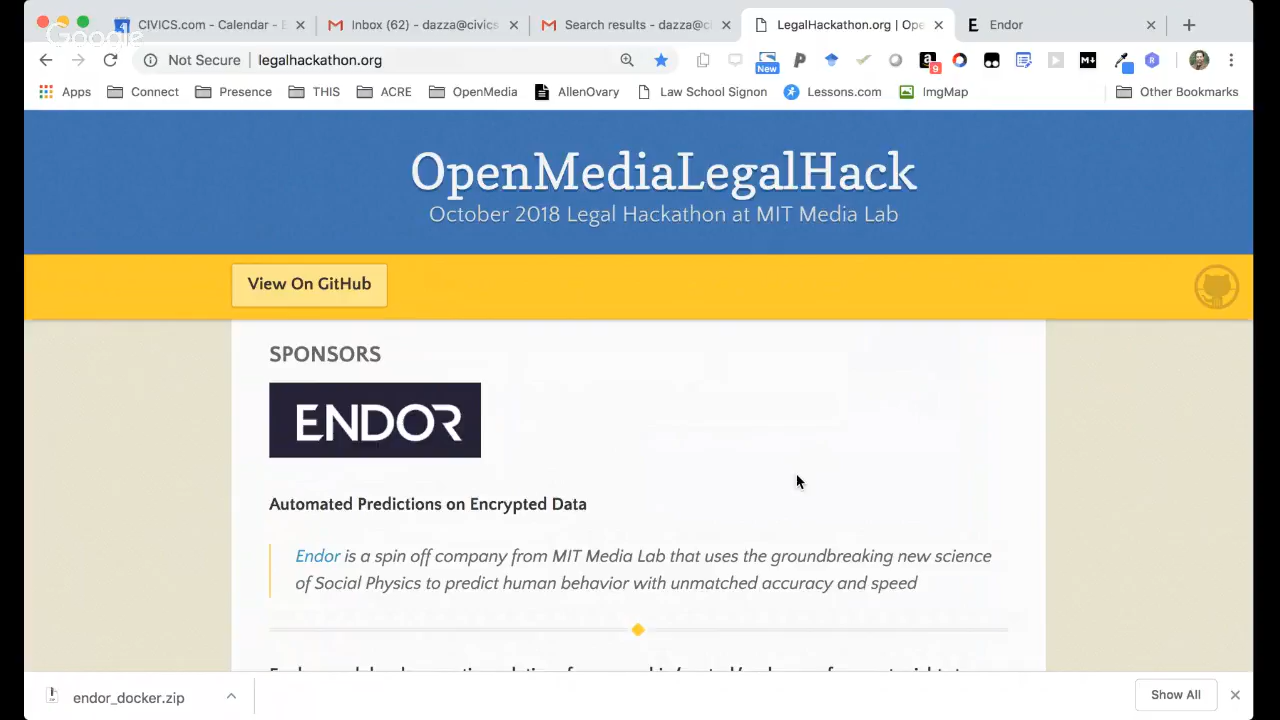 CIVICS.com - Calendar - E
Inbox (62) - dazza@civics
Search results - dazza@ci
LegalHackathon.org | Ope
E Endor
Google
Not Secure | legalhackathon.org
New
9
M
R
Apps
Connect
Presence
THIS
ACRE
OpenMedia
AllenOvary
Law School Signon
Lessons.com
ImgMap
Other Bookmarks
OpenMediaLegalHack
October 2018 Legal Hackathon at MIT Media Lab
View On GitHub
SPONSORS
ENDOR
Automated Predictions on Encrypted Data
Endor is a spin off company from MIT Media Lab that uses the groundbreaking new science
of Social Physics to predict human behavior with unmatched accuracy and speed
endor_docker.zip
Show All